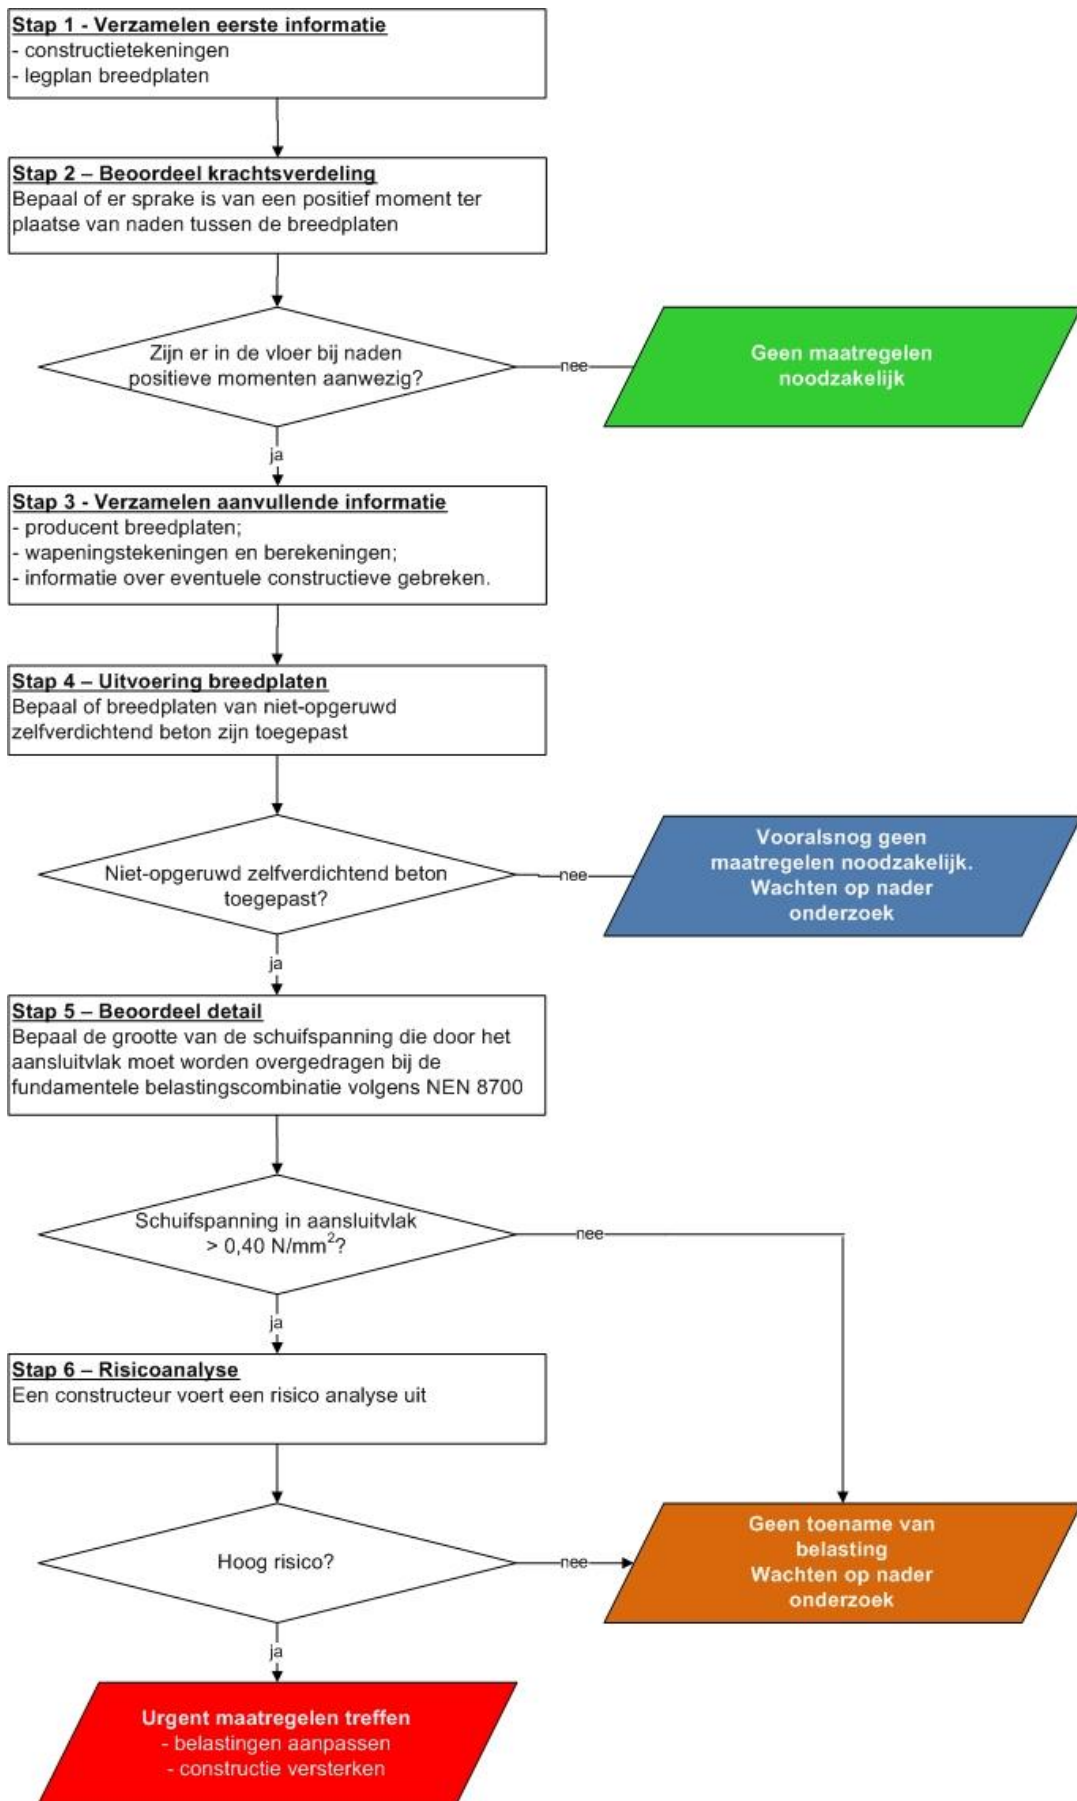 Stap 1 - Verzamelen eerste informatie
- constructietekeningen
- legplan breedplaten
Stap 2 – Beoordeel krachtsverdeling
Bepaal of er sprake is van een positief moment ter
plaatse van naden tussen de breedplaten
Zijn er in de vloer bij naden
positieve momenten aanwezig?
nee
Geen maatregelen
noodzakelijk
ja
Stap 3 - Verzamelen aanvullende informatie
- producent breedplaten;
- wapeningstekeningen en berekeningen;
- informatie over eventuele constructieve gebreken.
Stap 4 – Uitvoering breedplaten
Bepaal of breedplaten van niet-opgeruwd
zelfverdichtend beton zijn toegepast
Niet-opgeruwd zelfverdichtend beton
toegepast?
nee
Vooralsnog geen
maatregelen noodzakelijk.
Wachten op nader
onderzoek
ja
Stap 5 – Beoordeel detail
Bepaal de grootte van de schuifspanning die door het
aansluitvlak moet worden overgedragen bij de
fundamentele belastingscombinatie volgens NEN 8700
Schuifspanning in aansluitvlak
> 0,40 N/mm²?
nee
ja
Stap 6 – Risicoanalyse
Een constructeur voert een risico analyse uit
Hoog risico?
nee
Geen toename van
belasting
Wachten op nader
onderzoek
ja
Urgent maatregelen treffen
- belastingen aanpassen
- constructie versterken